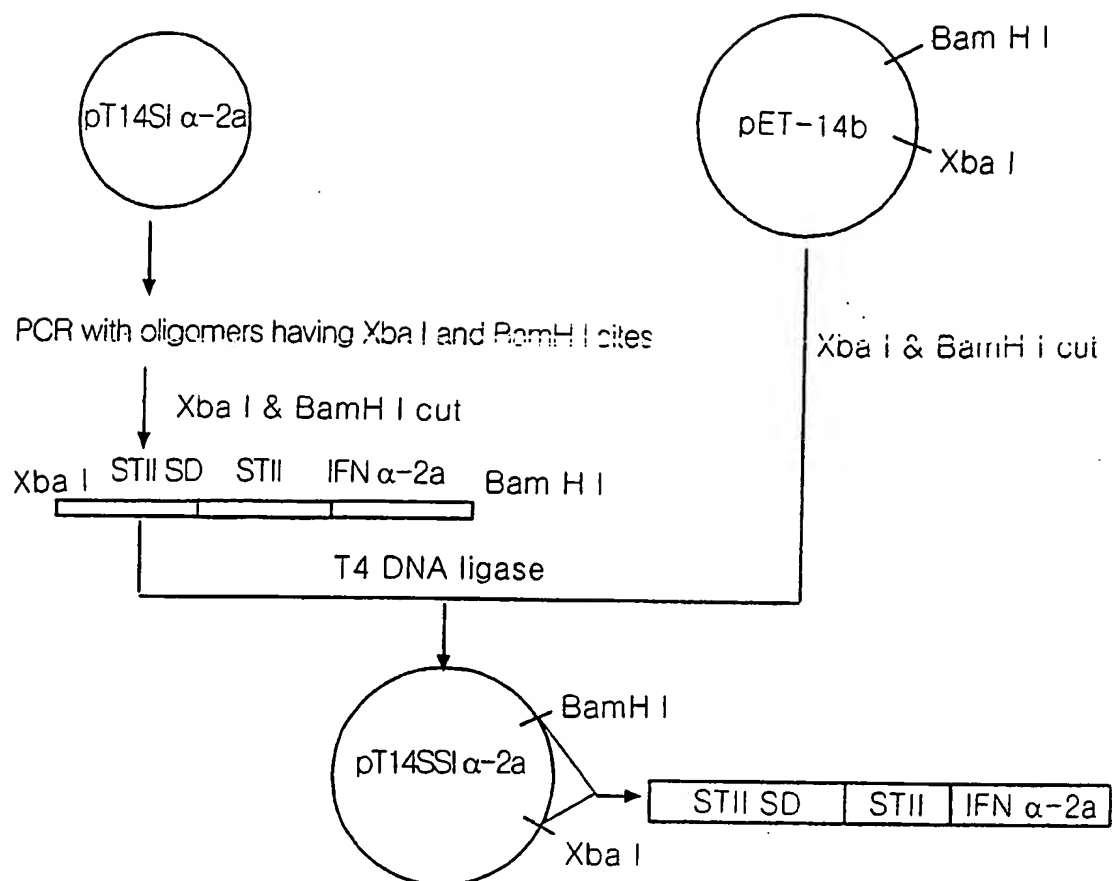 pT14SI α-2a
Bam H I
pET-14b
Xba I
PCR with oligomers having Xba I and BamH I cites
Xba I & BamH I cut
Xba I & BamH I cut
Xba I
STII SD
STII
IFN α-2a
Bam H I
T4 DNA ligase
BamH I
pT14SSI α-2a
STII SD
STII
IFN α-2a
Xba I